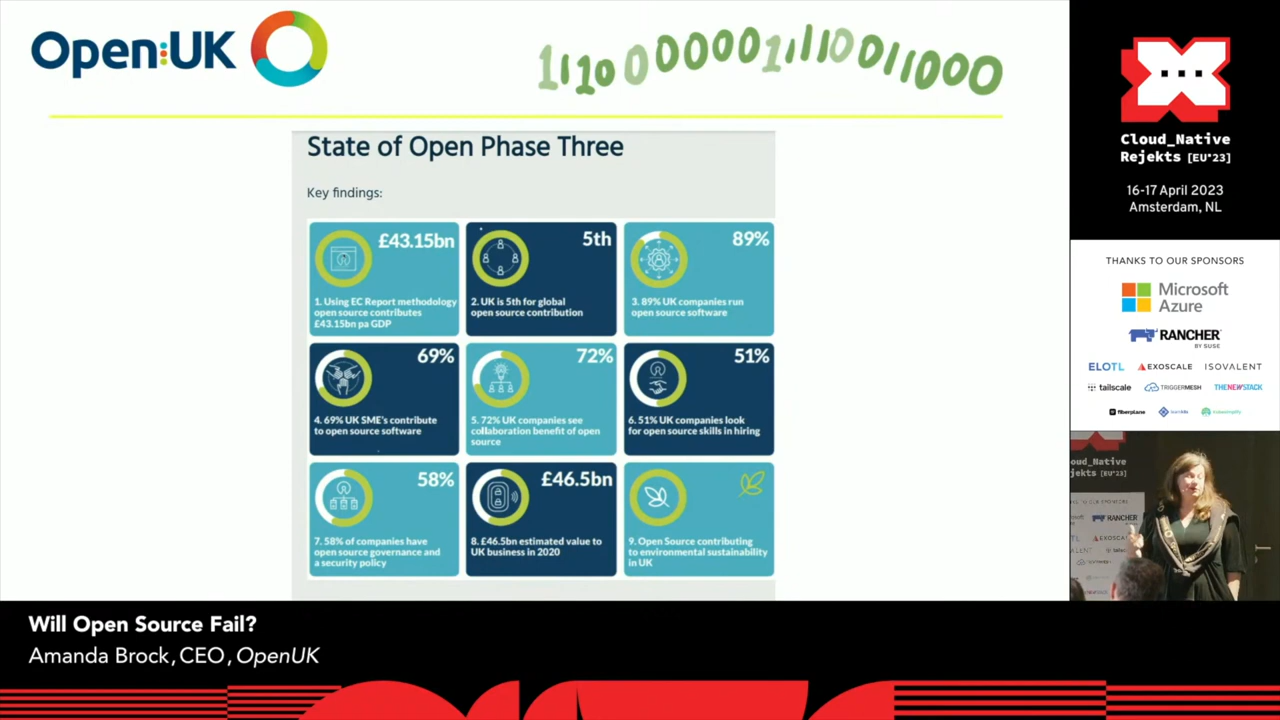 Open:UK
1110 000001111100111000
State of Open Phase Three
Key findings:
£43.15bn
1. Using EC Report methodology
open source contributes
£43.15bn pa GDP
5th
2. UK is 5th for global
open source contribution
89%
3. 89% UK companies run
open source software
69%
4. 69% UK SME's contribute
to open source software
72%
5. 72% UK companies see
collaboration benefit of open
source
51%
6. 51% UK companies look
for open source skills in hiring
58%
7. 58% of companies have
open source governance and
a security policy
£46.5bn
8. £46.5bn estimated value to
UK business in 2020
9. Open Source contributing
to environmental sustainability
in UK
Cloud_Native
Rejekts [EU'23]
16-17 April 2023
Amsterdam, NL
THANKS TO OUR SPONSORS
Microsoft
Azure
RANCHER
BY SUSE
ELOTL
EXOSCALE
ISOVALENT
tailscale
TRIGGERMESH
THENEWSTACK
fiberplane
Will Open Source Fail?
Amanda Brock, CEO, OpenUK